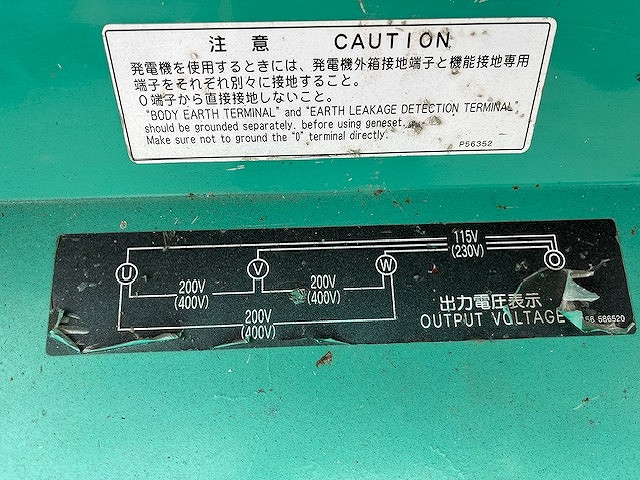 注意 CAUTION
発電機を使用するときには、発電機外箱接地端子と機能接地専用
端子をそれぞれ別々に接地すること。
O端子から直接接地しないこと。
"BODY EARTH TERMINAL" and "EARTH LEAKAGE DETECTION TERMINAL"
should be grounded separately, before using genset.
Make sure not to ground the "O" terminal directly.
P56352
115V
(230V)
U
V
W
O
200V
(400V)
200V
(400V)
200V
(400V)
出力電圧表示
OUTPUT VOLTAGE
586520